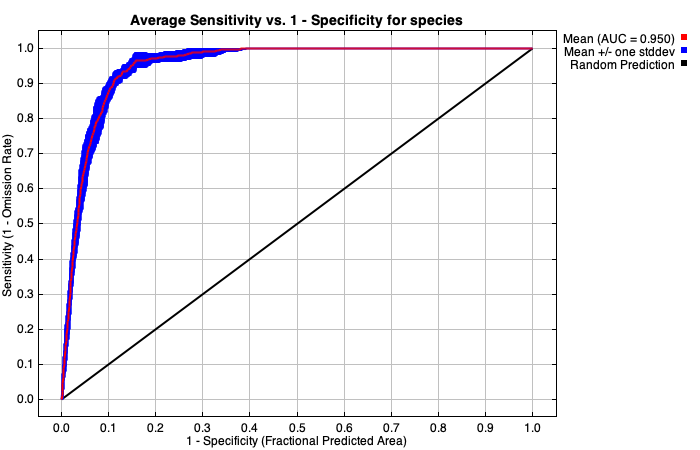 Average Sensitivity vs. 1 - Specificity for species
Mean (AUC = 0.950)
Mean +/- one stddev
Random Prediction
Sensitivity (1 - Omission Rate)
1.0
0.9
0.8
0.7
0.6
0.5
0.4
0.3
0.2
0.1
0.0
0.0 0.1 0.2 0.3 0.4 0.5 0.6 0.7 0.8 0.9 1.0
1 - Specificity (Fractional Predicted Area)